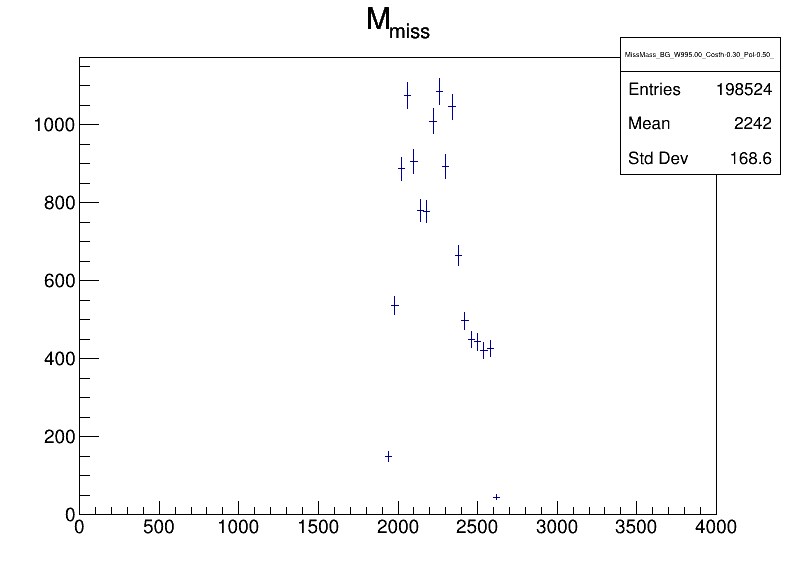 M_miss
MissMass_BG_W995.00_Costh-0.30_Pol-0.50_
Entries 198524
Mean 2242
Std Dev 168.6
1000
800
600
400
200
0
0 500 1000 1500 2000 2500 3000 3500 4000